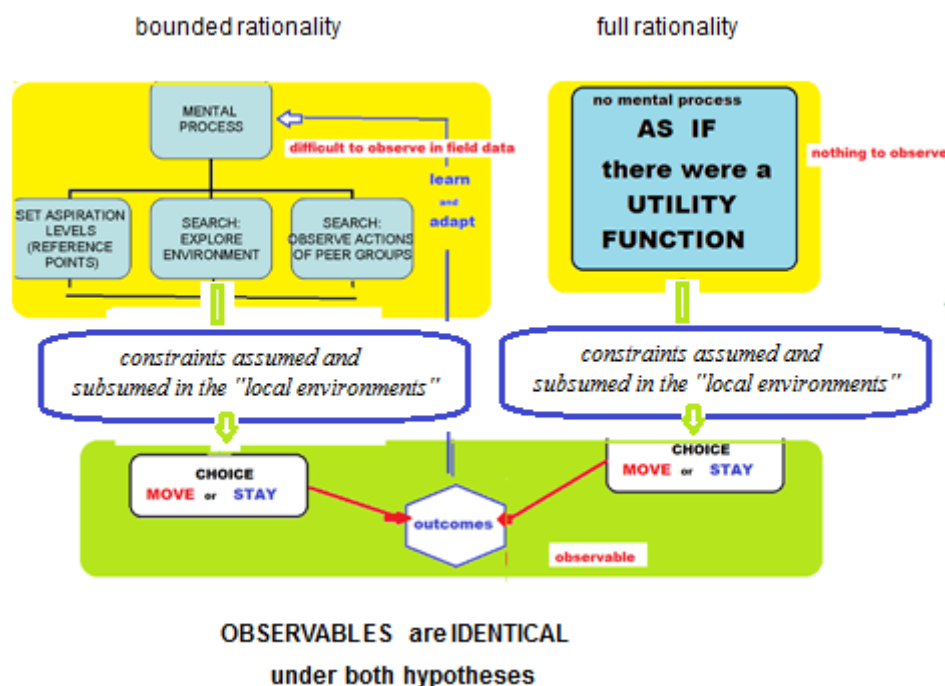 bounded rationality
full rationality
MENTAL
PROCESS
difficult to observe in field data
learn
and
adapt
SET ASPIRATION
LEVELS
(REFERENCE
POINTS)
SEARCH:
EXPLORE
ENVIRONMENT
SEARCH:
OBSERVE ACTIONS
OF PEER GROUPS
no mental process
AS IF
there were a
UTILITY
FUNCTION
nothing to observe
constraints assumed and
subsumed in the "local environments"
constraints assumed and
subsumed in the "local environments"
CHOICE
MOVE or STAY
CHOICE
MOVE or STAY
outcomes
observable
OBSERVABLES are IDENTICAL
under both hypotheses